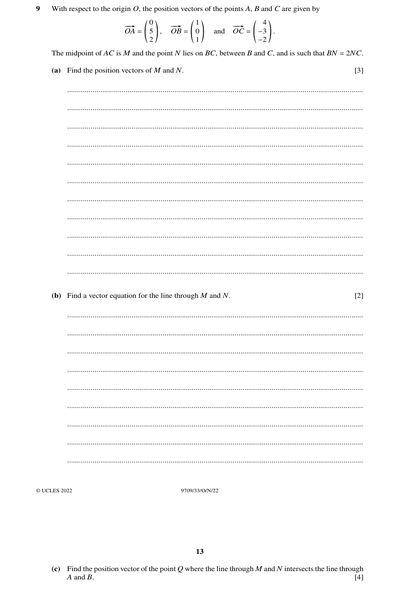 9 With respect to the origin O, the position vectors of the points A, B and C are given by
$\overrightarrow{OA} = \begin{pmatrix} 0 \\ 5 \\ 2 \end{pmatrix}, \quad \overrightarrow{OB} = \begin{pmatrix} 1 \\ 0 \\ 1 \end{pmatrix} \quad \text{and} \quad \overrightarrow{OC} = \begin{pmatrix} 4 \\ -3 \\ -2 \end{pmatrix}.$
The midpoint of AC is M and the point N lies on BC, between B and C, and is such that BN = 2NC.
(a) Find the position vectors of M and N. [3]
(b) Find a vector equation for the line through M and N. [2]
© UCLES 2022 9709/33/O/N/22
13
(c) Find the position vector of the point Q where the line through M and N intersects the line through
A and B. [4]